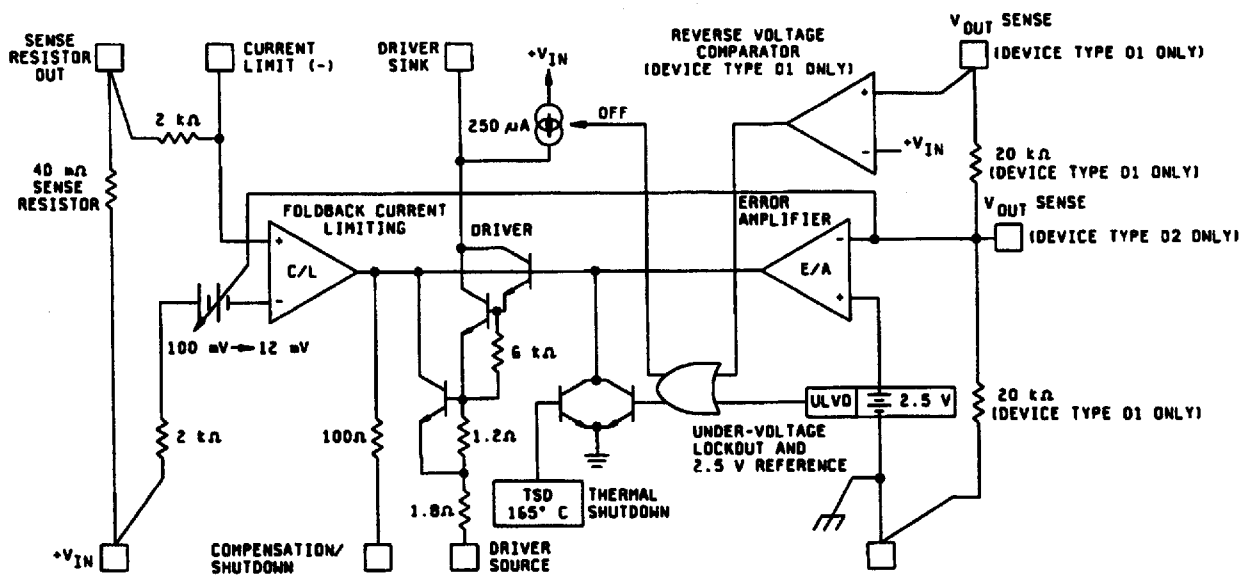 SENSE
RESISTOR
OUT
CURRENT
LIMIT (-)
DRIVER
SINK
+VIN
REVERSE VOLTAGE
COMPARATOR
(DEVICE TYPE 01 ONLY)
VOUT SENSE
(DEVICE TYPE 01 ONLY)
2 kΩ
250 µA
OFF
+
-
+VIN
40 mΩ
SENSE
RESISTOR
20 kΩ
(DEVICE TYPE 01 ONLY)
FOLDBACK CURRENT
LIMITING
DRIVER
ERROR
AMPLIFIER
VOUT SENSE
(DEVICE TYPE 02 ONLY)
+
C/L
-
-
E/A
+
100 mV→12 mV
6 kΩ
ULVO
2.5 V
20 kΩ
(DEVICE TYPE 01 ONLY)
2 kΩ
100Ω
1.2Ω
UNDER-VOLTAGE
LOCKOUT AND
2.5 V REFERENCE
1.8Ω
TSD
165° C
THERMAL
SHUTDOWN
+VIN
COMPENSATION/
SHUTDOWN
DRIVER
SOURCE